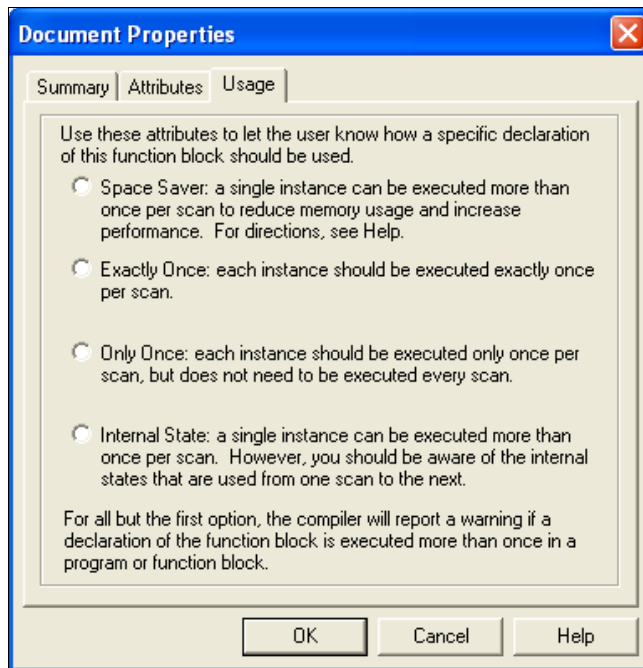 Document Properties
Summary Attributes Usage
Use these attributes to let the user know how a specific declaration
of this function block should be used.
Space Saver: a single instance can be executed more than
once per scan to reduce memory usage and increase
performance. For directions, see Help.
Exactly Once: each instance should be executed exactly once
per scan.
Only Once: each instance should be executed only once per
scan, but does not need to be executed every scan.
Internal State: a single instance can be executed more than
once per scan. However, you should be aware of the internal
states that are used from one scan to the next.
For all but the first option, the compiler will report a warning if a
declaration of the function block is executed more than once in a
program or function block.
OK Cancel Help